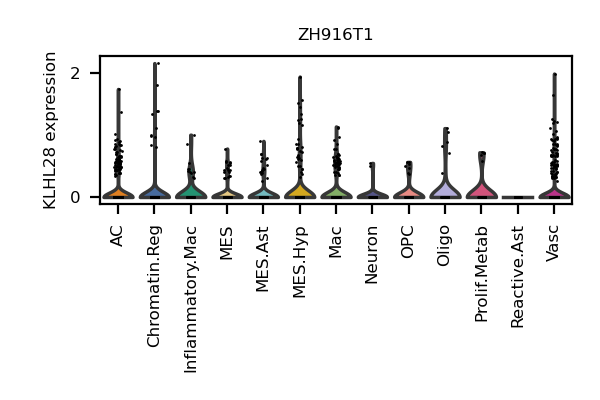 ZH916T1
KLHL28 expression
2
0
AC
Chromatin.Reg
Inflammatory.Mac
MES
MES.Ast
MES.Hyp
Mac
Neuron
OPC
Oligo
Prolif.Metab
Reactive.Ast
Vasc